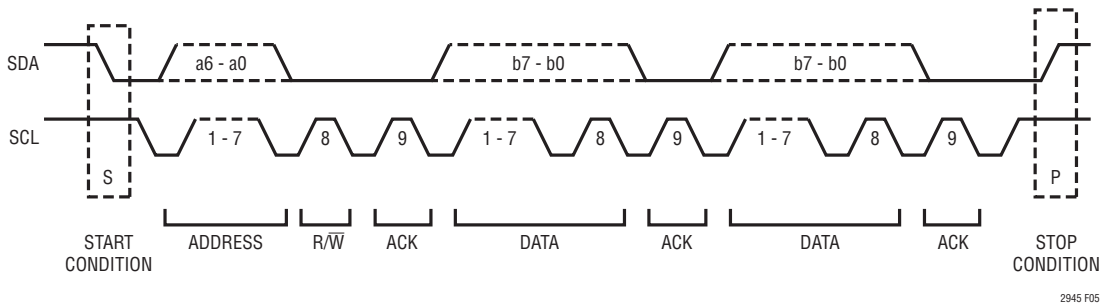 SDA
a6 - a0
b7 - b0
b7 - b0
SCL
1 - 7
8
9
1 - 7
8
9
1 - 7
8
9
S
P
START CONDITION
ADDRESS
R/W̅
ACK
DATA
ACK
DATA
ACK
STOP CONDITION
2945 F05